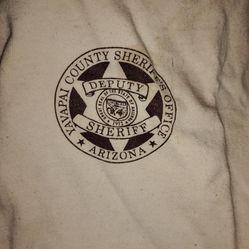 YAVAPAI COUNTY SHERIFF'S OFFICE
DEPUTY
SHERIFF
★ ARIZONA ★